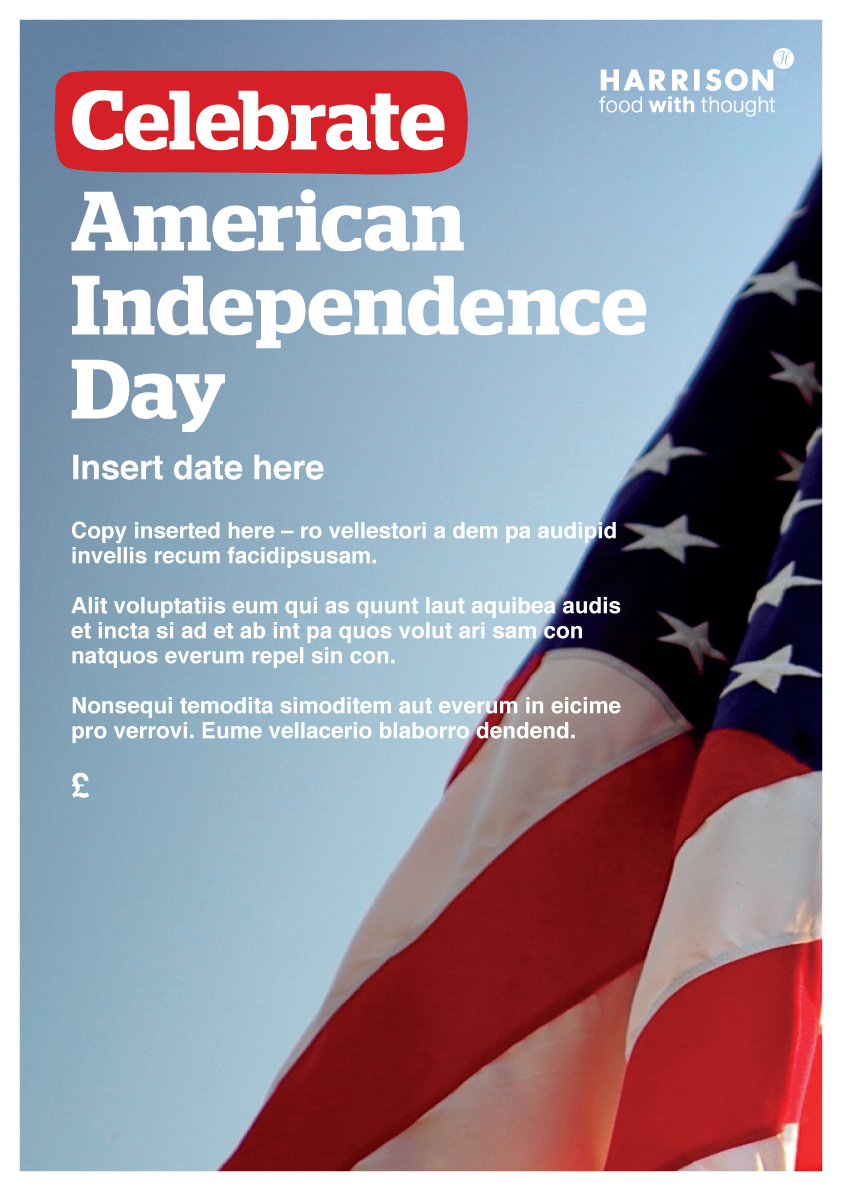 Celebrate
HARRISON
food with thought
American
Independence
Day
Insert date here
Copy inserted here – ro vellestori a dem pa audipid
invellis recum facidipsusam.
Alit voluptatiis eum qui as quunt laut aquibea audis
et incta si ad et ab int pa quos volut ari sam con
natquos everum repel sin con.
Nonsequi temodita simoditem aut everum in eicime
pro verrovi. Eume vellacerio blaborro dendend.
£